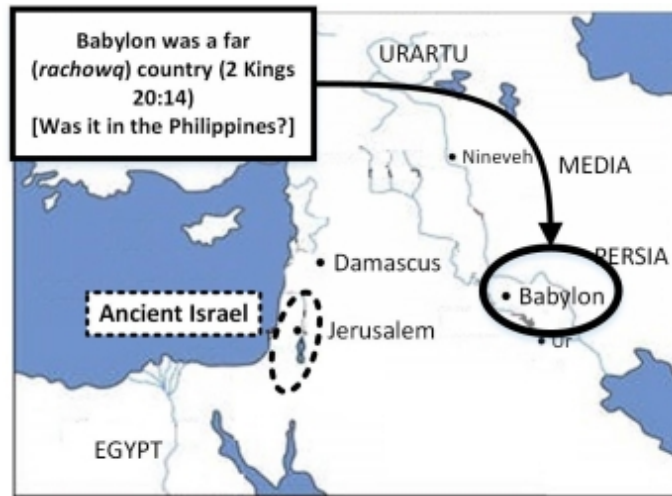 Babylon was a far
(rachowq) country (2 Kings
20:14)
[Was it in the Philippines?]
URARTU
Nineveh
MEDIA
PERSIA
Damascus
Babylon
Ancient Israel
Jerusalem
Ur
EGYPT